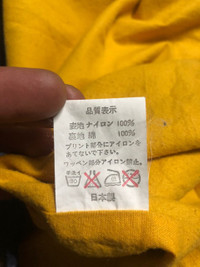 品質表示
表地 ナイロン 100%
裏地 綿 100%
プリント部分にアイロンを
あてないで下さい。
ワッペン部分アイロン禁止
日本製